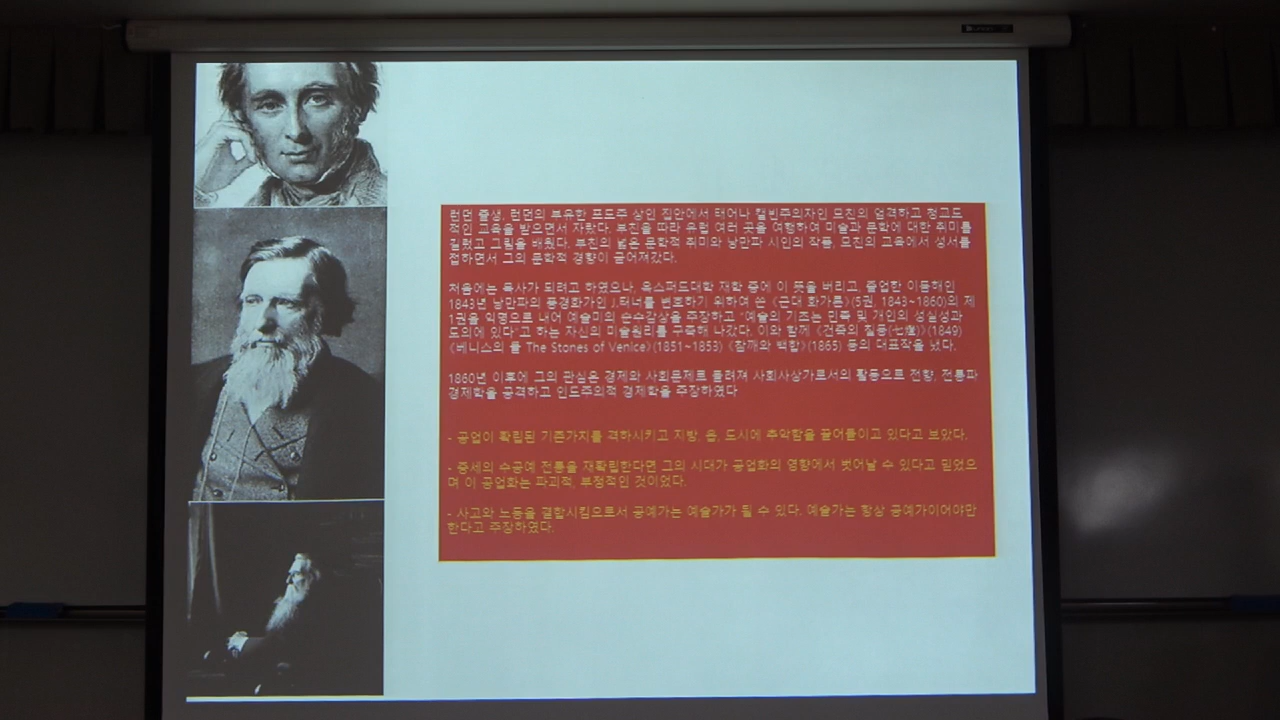 런던 출생. 런던의 부유한 포도주 상인 집안에서 태어나 캘빈주의자인 모친의 엄격하고 청교도
적인 교육을 받으면서 자랐다. 부친을 따라 유럽 여러 곳을 여행하여 미술과 문학에 대한 취미를
길렀고 그림을 배웠다. 부친의 넓은 문학적 취미와 낭만파 시인의 작품, 모친의 교육에서 성서를
접하면서 그의 문학적 경향이 굳어져갔다.
처음에는 목사가 되려고 하였으나, 옥스퍼드대학 재학 중에 이 뜻을 버리고, 졸업한 이듬해인
1843년 낭만파의 풍경화가인 J.터너를 변호하기 위하여 쓴 《근대 화가론》(5권, 1843~1860)의 제
1권을 익명으로 내어 예술미의 순수감상을 주장하고 "예술의 기초는 민족 및 개인의 성실성과
도의에 있다"고 하는 자신의 미술원리를 구축해 나갔다. 이와 함께 《건축의 칠등(七燈)》(1849)
《베니스의 돌 The Stones of Venice》(1851~1853) 《참깨와 백합》(1865) 등의 대표작을 냈다.
1860년 이후에 그의 관심은 경제와 사회문제로 돌려져 사회사상가로서의 활동으로 전향, 전통파
경제학을 공격하고 인도주의적 경제학을 주장하였다
- 공업이 확립된 기존가치를 격하시키고 지방, 읍, 도시에 추악함을 끌어들이고 있다고 보았다.
- 중세의 수공예 전통을 재확립한다면 그의 시대가 공업화의 영향에서 벗어날 수 있다고 믿었으
며 이 공업화는 파괴적, 부정적인 것이었다.
- 사고와 노동을 결합시킴으로서 공예가는 예술가가 될 수 있다. 예술가는 항상 공예가이어야만
한다고 주장하였다.